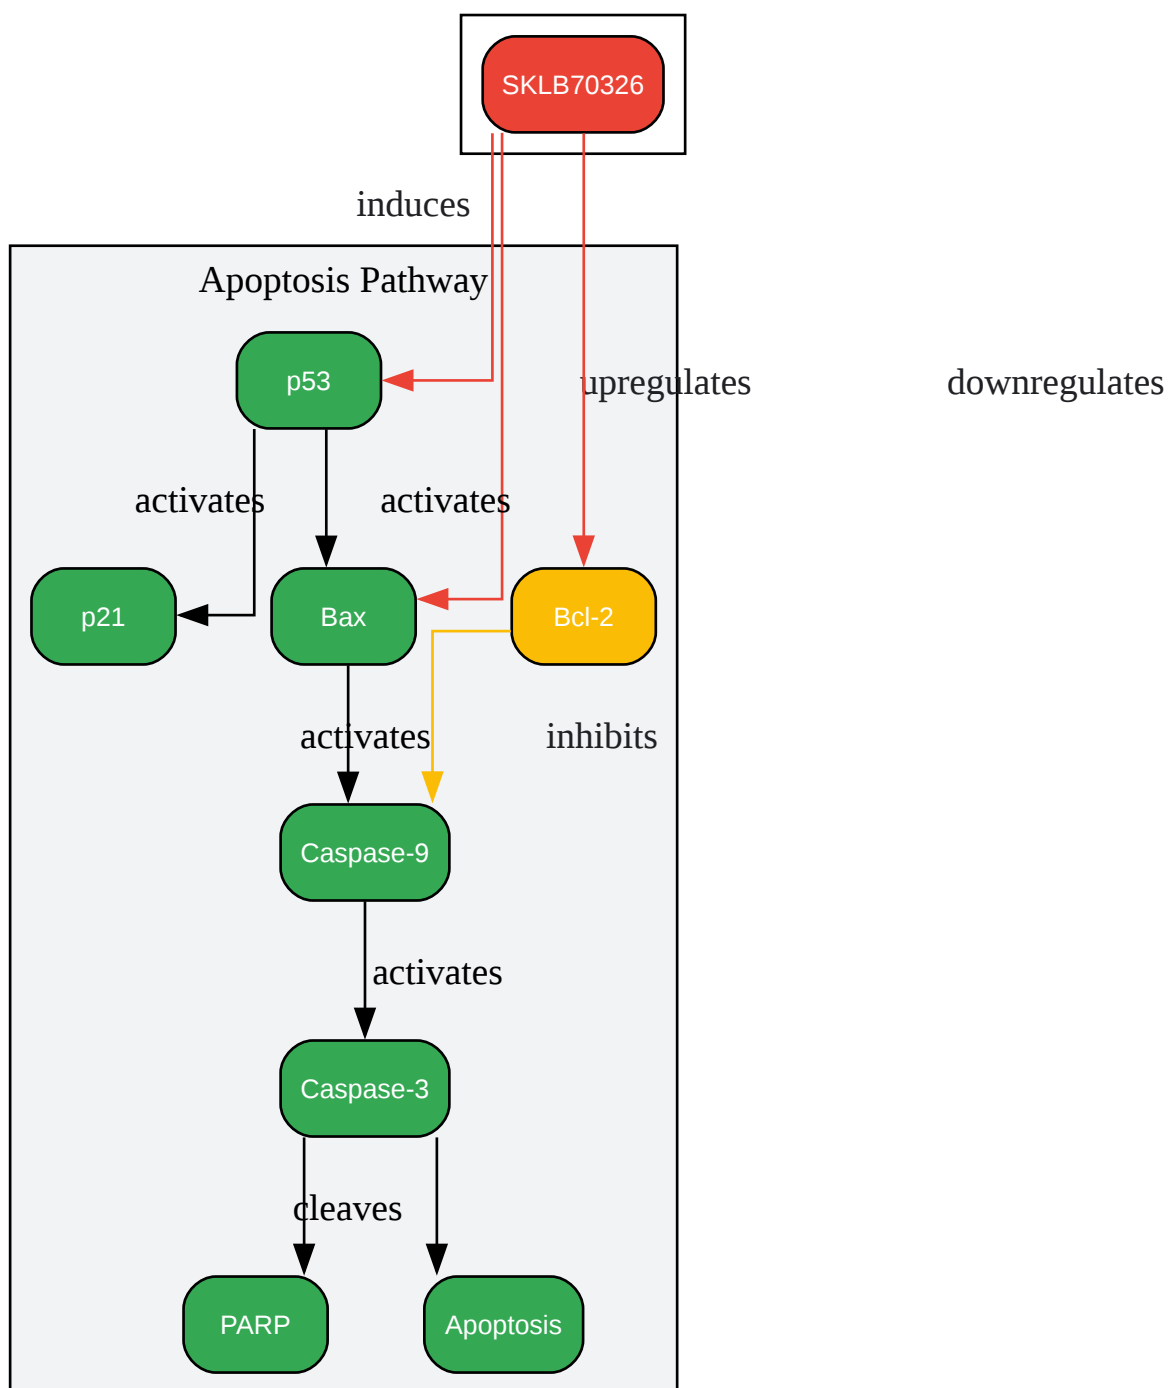 SKLB70326
induces
Apoptosis Pathway
p53
upregulates
downregulates
activates
activates
p21
Bax
Bcl-2
activates
inhibits
Caspase-9
activates
Caspase-3
cleaves
PARP
Apoptosis